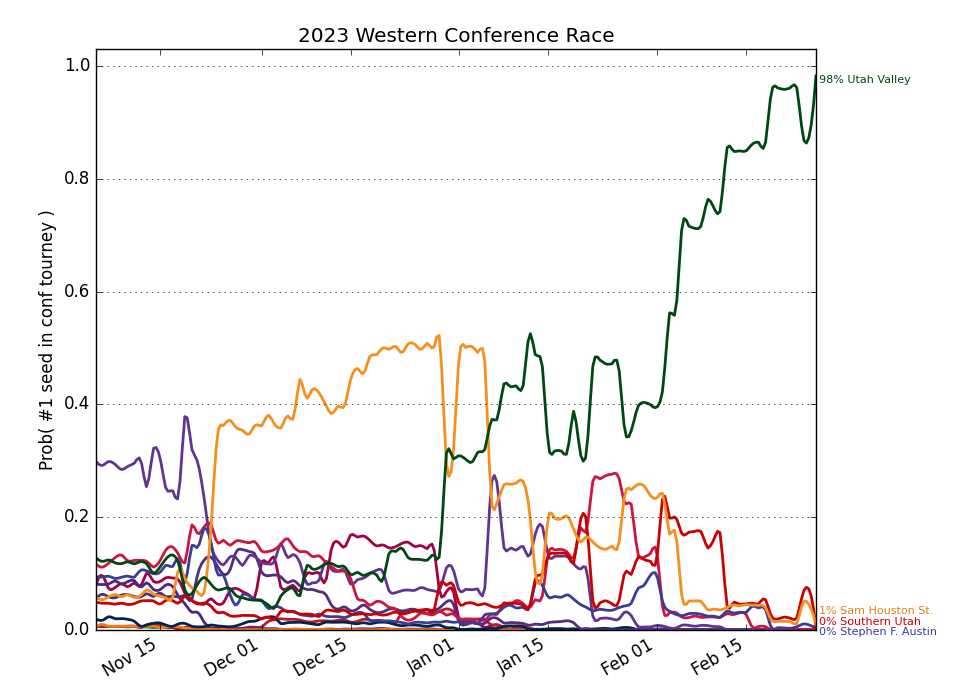 2023 Western Conference Race
Prob( #1 seed in conf tourney )
1.0
0.8
0.6
0.4
0.2
0.0
Nov 15
Dec 01
Dec 15
Jan 01
Jan 15
Feb 01
Feb 15
98% Utah Valley
1% Sam Houston St.
0% Southern Utah
0% Stephen F. Austin